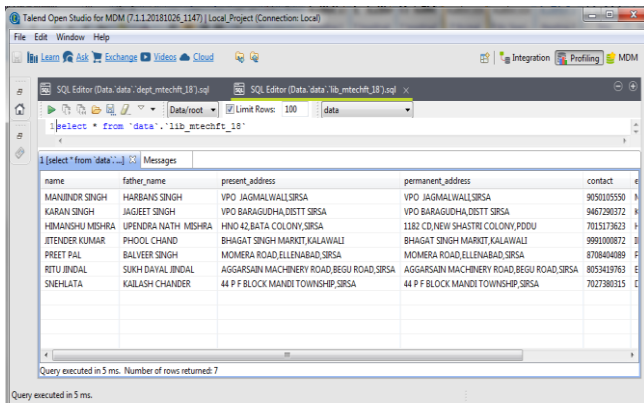 Talend Open Studio for MDM (7.1.1.20181026_1147) | Local_Project (Connection: Local)
File Edit Window Help
Learn Ask Exchange Videos Cloud Integration Profiling MDM
SQL Editor (Data.'data'.'dept_mtechft_18').sql SQL Editor (Data.'data'.'lib_mtechft_18').sql
Data/root Limit Rows: 100 data
1 select * from `data`.`lib_mtechft_18`
1 [select * from 'data'.'...] Messages
name father_name present_address permanent_address contact e
MANJINDR SINGH HARBANS SINGH VPO JAGMALWALI,SIRSA VPO JAGMALWALI,SIRSA 9050105550
KARAN SINGH JAGJEET SINGH VPO BARAGUDHA,DISTT SIRSA VPO BARAGUDHA,DISTT SIRSA 9467290372
HIMANSHU MISHRA UPENDRA NATH MISHRA HNO 42,BATA COLONY,SIRSA 1182 CD,NEW SHASTRI COLONY,PDDU 7015173623
JITENDER KUMAR PHOOL CHAND BHAGAT SINGH MARKIT,KALAWALI BHAGAT SINGH MARKIT,KALAWALI 9991000872
PREET PAL BALVEER SINGH MOMERA ROAD,ELLENABAD,SIRSA MOMERA ROAD,ELLENABAD,SIRSA 8708404089
RITU JINDAL SUKH DAYAL JINDAL AGGARSAIN MACHINERY ROAD,BEGU ROAD,SIRSA AGGARSAIN MACHINERY ROAD,BEGU ROAD,SIRSA 8053419763
SNEHLATA KAILASH CHANDER 44 P F BLOCK MANDI TOWNSHIP,SIRSA 44 P F BLOCK MANDI TOWNSHIP,SIRSA 7027380315
Query executed in 5 ms. Number of rows returned: 7
Query executed in 5 ms.